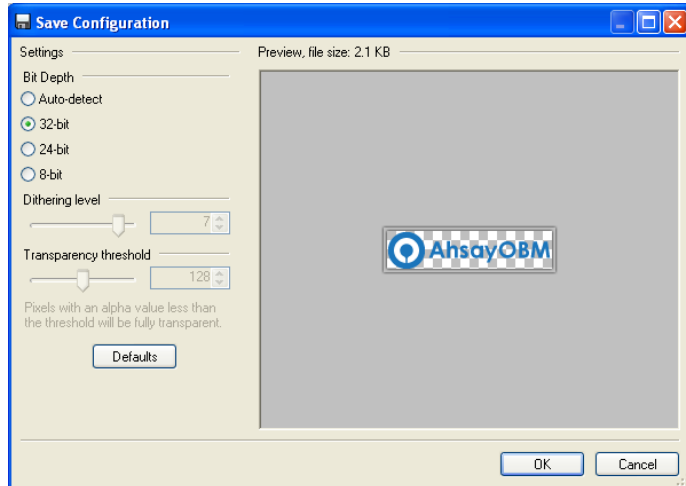 Save Configuration
Settings
Preview, file size: 2.1 KB
Bit Depth
Auto-detect
32-bit
24-bit
8-bit
Dithering level
7
Transparency threshold
128
Pixels with an alpha value less than
the threshold will be fully transparent.
Defaults
AhsayOBM
OK
Cancel